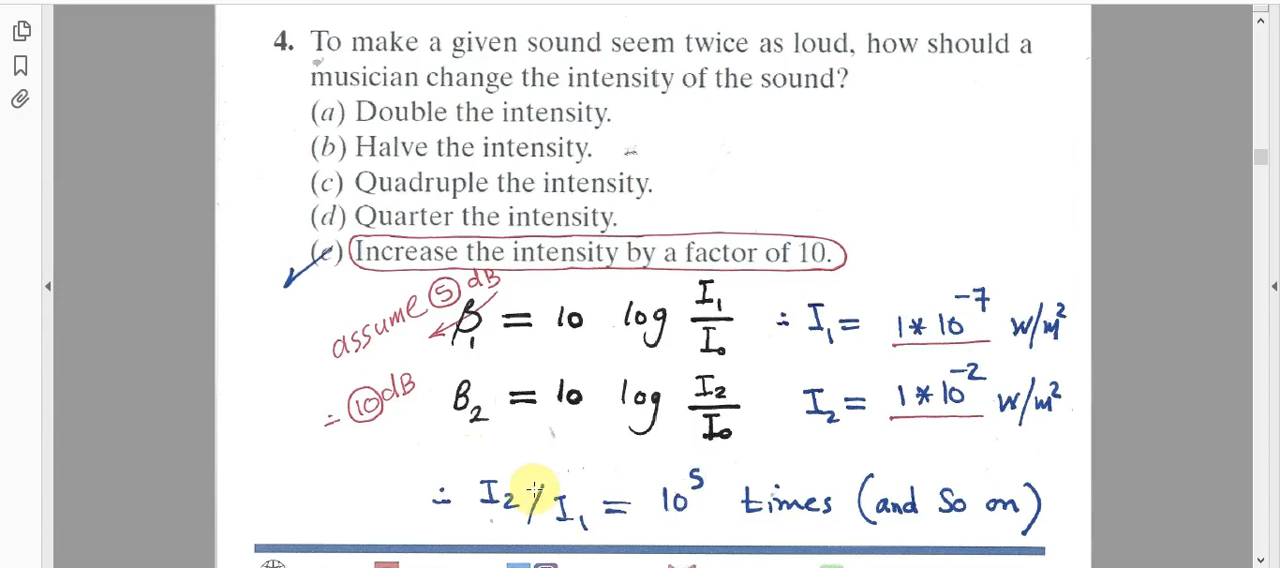 4. To make a given sound seem twice as loud, how should a
musician change the intensity of the sound?
(a) Double the intensity.
(b) Halve the intensity.
(c) Quadruple the intensity.
(d) Quarter the intensity.
(e) Increase the intensity by a factor of 10.
assume 5 dB
β₁ = 10 log I₁/I₀ ∴ I₁ = 1*10⁻⁷ W/m²
= 10 dB
β₂ = 10 log I₂/I₀ I₂ = 1*10⁻² W/m²
∴ I₂/I₁ = 10⁵ times (and so on)